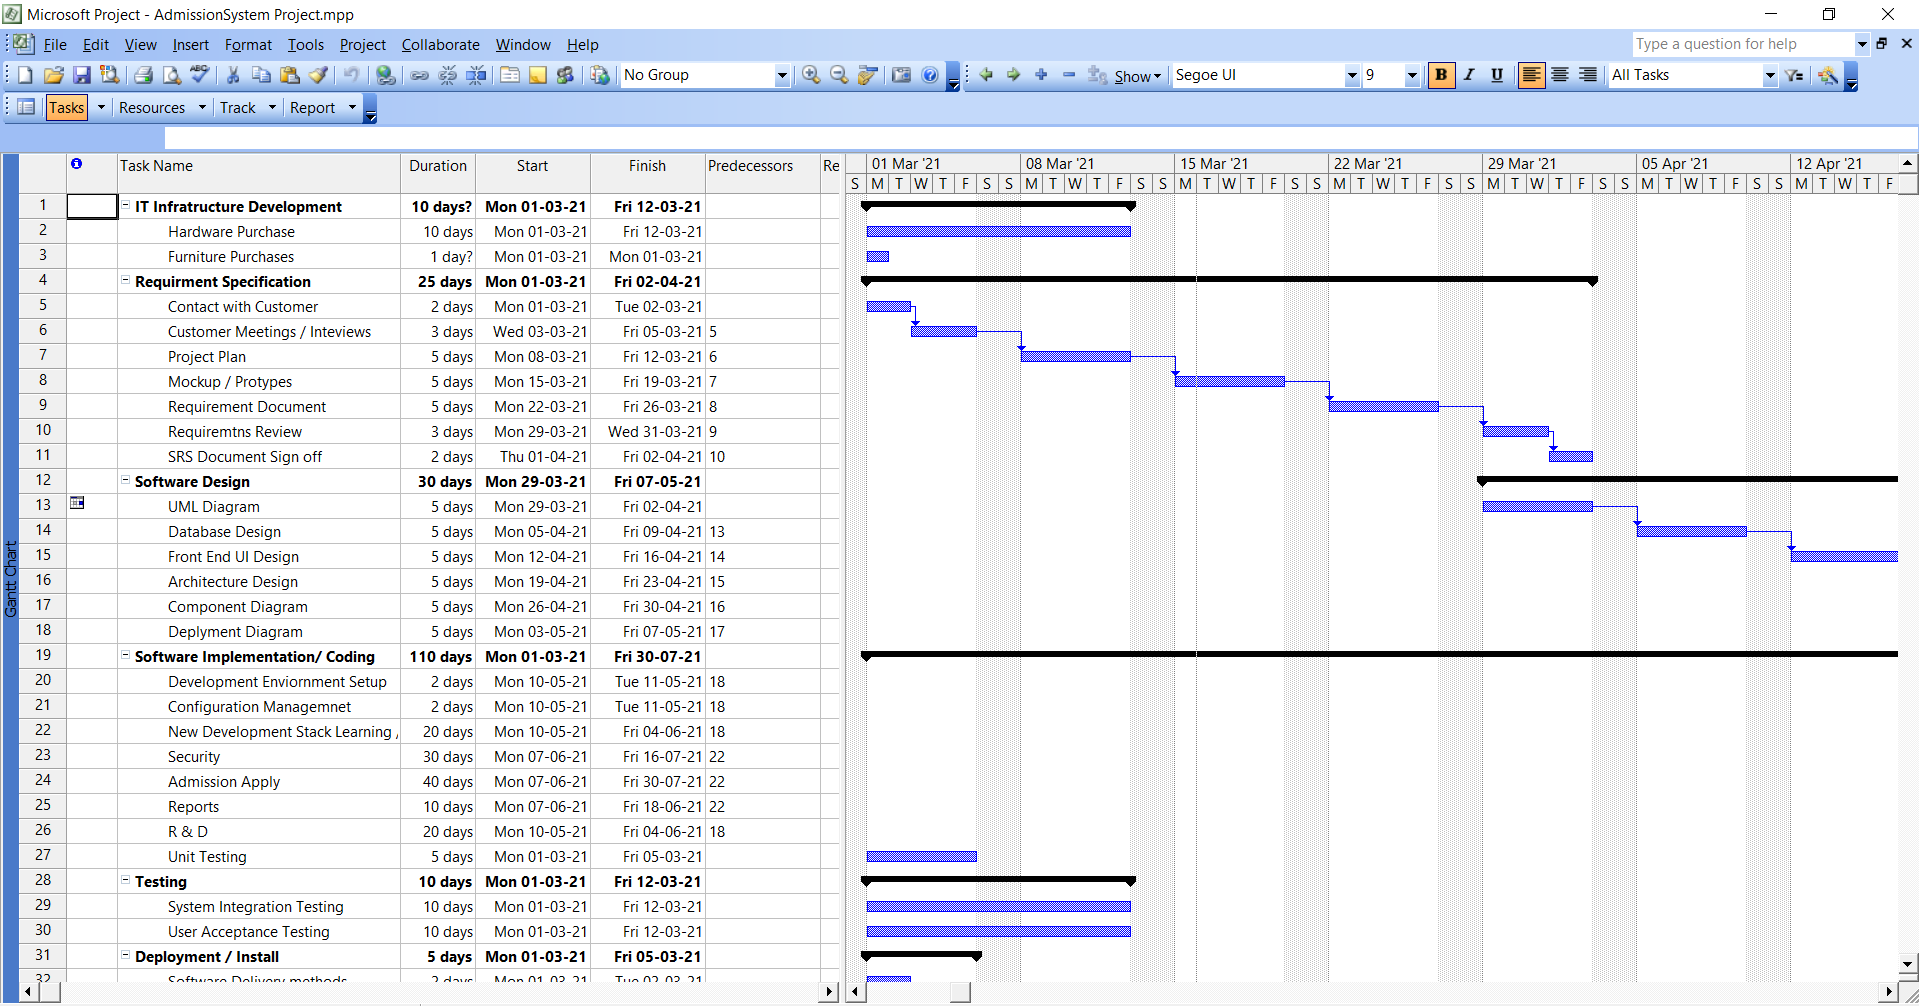 Microsoft Project - AdmissionSystem Project.mpp
File Edit View Insert Format Tools Project Collaborate Window Help Type a question for help
No Group Show Segoe UI 9 B I U All Tasks
Tasks Resources Track Report
Task Name Duration Start Finish Predecessors Re 01 Mar '21 08 Mar '21 15 Mar '21 22 Mar '21 29 Mar '21 05 Apr '21 12 Apr '21
S M T W T F S S M T W T F S S M T W T F S S M T W T F S S M T W T F S S M T W T F S S M T W T F
1 IT Infratructure Development 10 days? Mon 01-03-21 Fri 12-03-21
2 Hardware Purchase 10 days Mon 01-03-21 Fri 12-03-21
3 Furniture Purchases 1 day? Mon 01-03-21 Mon 01-03-21
4 Requirment Specification 25 days Mon 01-03-21 Fri 02-04-21
5 Contact with Customer 2 days Mon 01-03-21 Tue 02-03-21
6 Customer Meetings / Inteviews 3 days Wed 03-03-21 Fri 05-03-21 5
7 Project Plan 5 days Mon 08-03-21 Fri 12-03-21 6
8 Mockup / Protypes 5 days Mon 15-03-21 Fri 19-03-21 7
9 Requirement Document 5 days Mon 22-03-21 Fri 26-03-21 8
10 Requiremtns Review 3 days Mon 29-03-21 Wed 31-03-21 9
11 SRS Document Sign off 2 days Thu 01-04-21 Fri 02-04-21 10
12 Software Design 30 days Mon 29-03-21 Fri 07-05-21
13 UML Diagram 5 days Mon 29-03-21 Fri 02-04-21
14 Database Design 5 days Mon 05-04-21 Fri 09-04-21 13
15 Front End UI Design 5 days Mon 12-04-21 Fri 16-04-21 14
16 Architecture Design 5 days Mon 19-04-21 Fri 23-04-21 15
17 Component Diagram 5 days Mon 26-04-21 Fri 30-04-21 16
18 Deplyment Diagram 5 days Mon 03-05-21 Fri 07-05-21 17
19 Software Implementation/ Coding 110 days Mon 01-03-21 Fri 30-07-21
20 Development Enviornment Setup 2 days Mon 10-05-21 Tue 11-05-21 18
21 Configuration Managemnet 2 days Mon 10-05-21 Tue 11-05-21 18
22 New Development Stack Learning / 20 days Mon 10-05-21 Fri 04-06-21 18
23 Security 30 days Mon 07-06-21 Fri 16-07-21 22
24 Admission Apply 40 days Mon 07-06-21 Fri 30-07-21 22
25 Reports 10 days Mon 07-06-21 Fri 18-06-21 22
26 R & D 20 days Mon 10-05-21 Fri 04-06-21 18
27 Unit Testing 5 days Mon 01-03-21 Fri 05-03-21
28 Testing 10 days Mon 01-03-21 Fri 12-03-21
29 System Integration Testing 10 days Mon 01-03-21 Fri 12-03-21
30 User Acceptance Testing 10 days Mon 01-03-21 Fri 12-03-21
31 Deployment / Install 5 days Mon 01-03-21 Fri 05-03-21
32 Software Delivery methods 2 days Mon 01-03-21 Tue 02-03-21
Gantt Chart